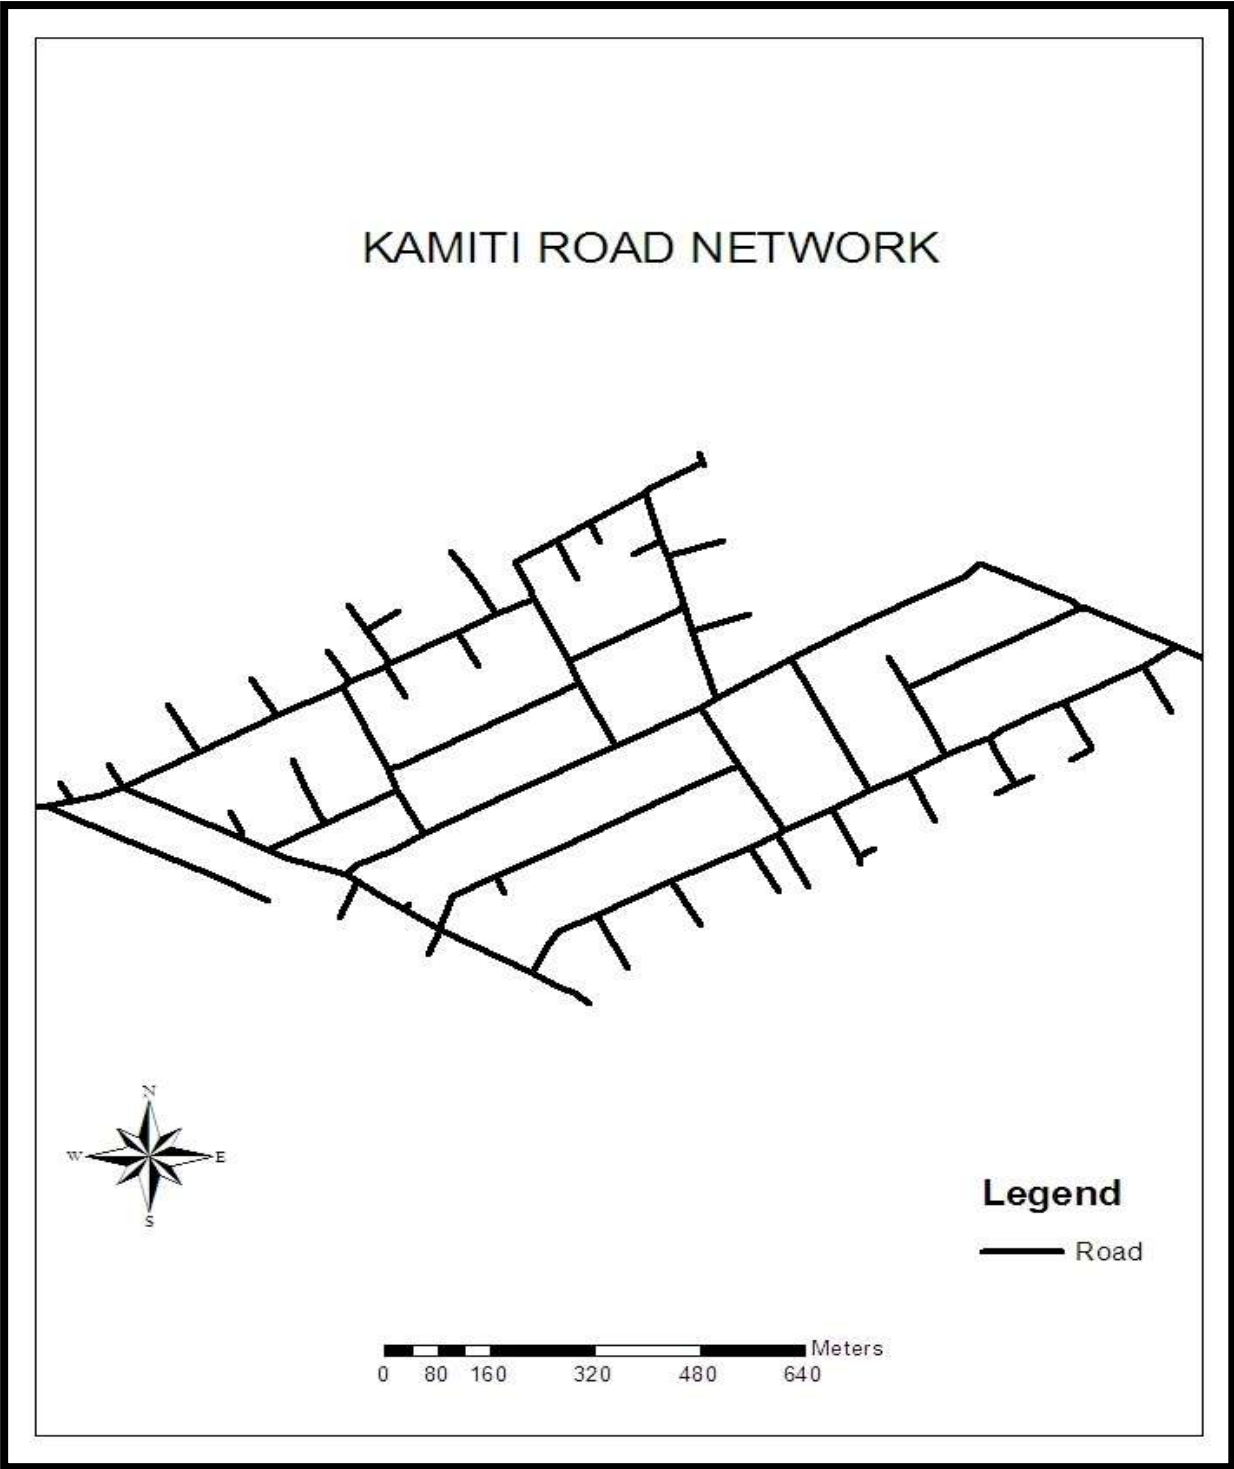 KAMITI ROAD NETWORK
N
W E
S
Legend
Road
Meters
0 80 160 320 480 640